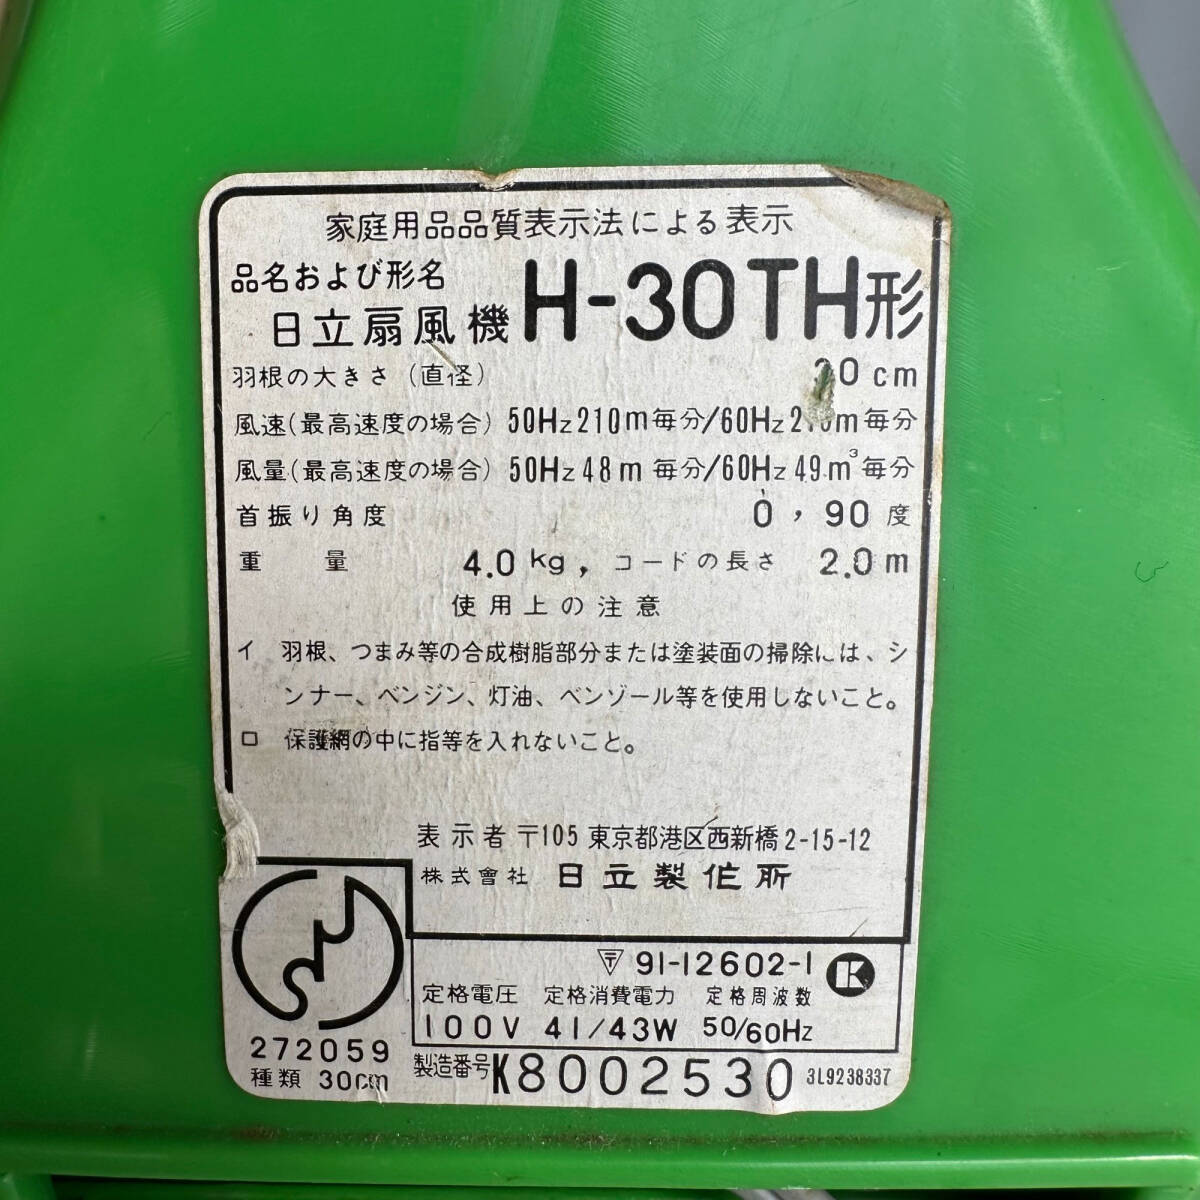 家庭用品品質表示法による表示
品名および形名
日立扇風機 H-30TH形
羽根の大きさ（直径） 30cm
風速（最高速度の場合） 50Hz210m毎分/60Hz m毎分
風量（最高速度の場合） 50Hz48m 毎分/60Hz49m³毎分
首振り角度 0，90度
重量 4.0kg，コードの長さ 2.0m
使用上の注意
イ 羽根、つまみ等の合成樹脂部分または塗装面の掃除には、シ
ンナー、ベンジン、灯油、ベンゾール等を使用しないこと。
ロ 保護網の中に指等を入れないこと。
表示者 〒105 東京都港区西新橋2-15-12
株式會社 日立製作所
〒 91-12602-1 K
定格電圧 定格消費電力 定格周波数
100V 41/43W 50/60Hz
272059
種類 30cm
製造番号 K8002530 3L9238337